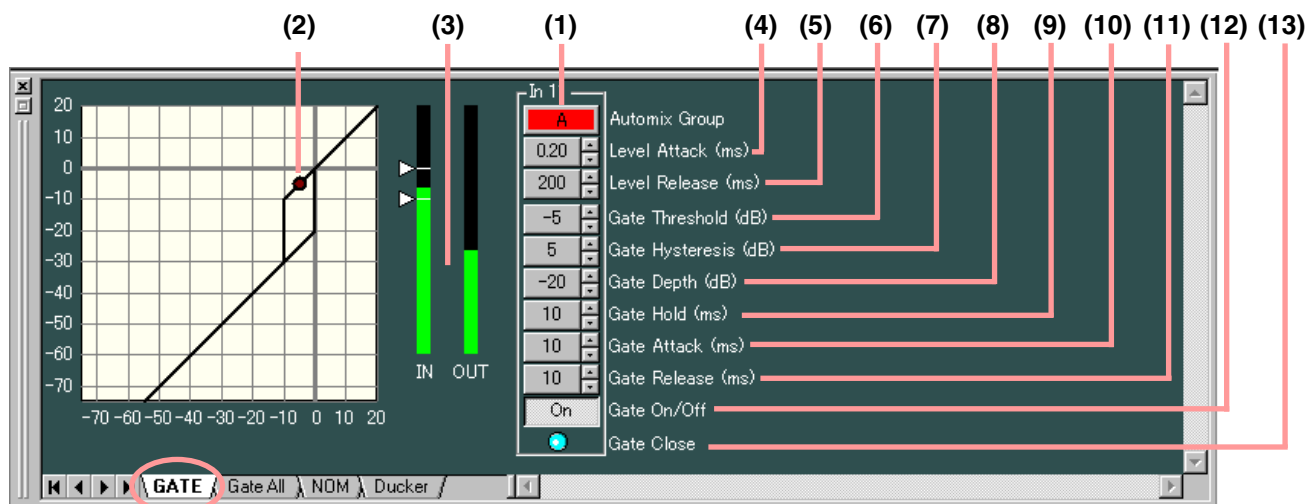 (2) (3) (1) (4) (5) (6) (7) (8) (9) (10) (11) (12) (13)
In 1
A Automix Group
0.20 Level Attack (ms)
200 Level Release (ms)
-5 Gate Threshold (dB)
5 Gate Hysteresis (dB)
-20 Gate Depth (dB)
10 Gate Hold (ms)
10 Gate Attack (ms)
10 Gate Release (ms)
On Gate On/Off
Gate Close
20
10
0
-10
-20
-30
-40
-50
-60
-70
-70 -60 -50 -40 -30 -20 -10 0 10 20
IN OUT
GATE Gate All NOM Ducker